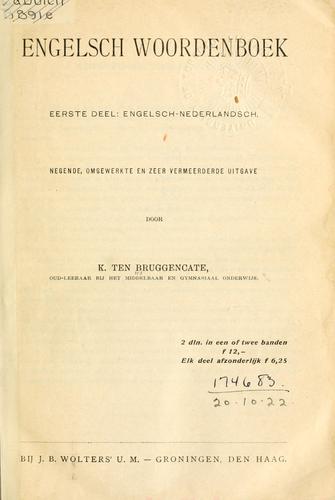 ENGELSCH WOORDENBOEK
EERSTE DEEL: ENGELSCH-NEDERLANDSCH.
NEGENDE, OMGEWERKTE EN ZEER VERMEERDERDE UITGAVE
DOOR
K. TEN BRUGGENCATE,
OUD-LEERAAR BIJ HET MIDDELBAAR EN GYMNASIAAL ONDERWIJS.
2 dln. in een of twee banden
f 12,—
Elk deel afzonderlijk f 6,25
174683.
20.10.22
BIJ J. B. WOLTERS' U. M. — GRONINGEN, DEN HAAG.